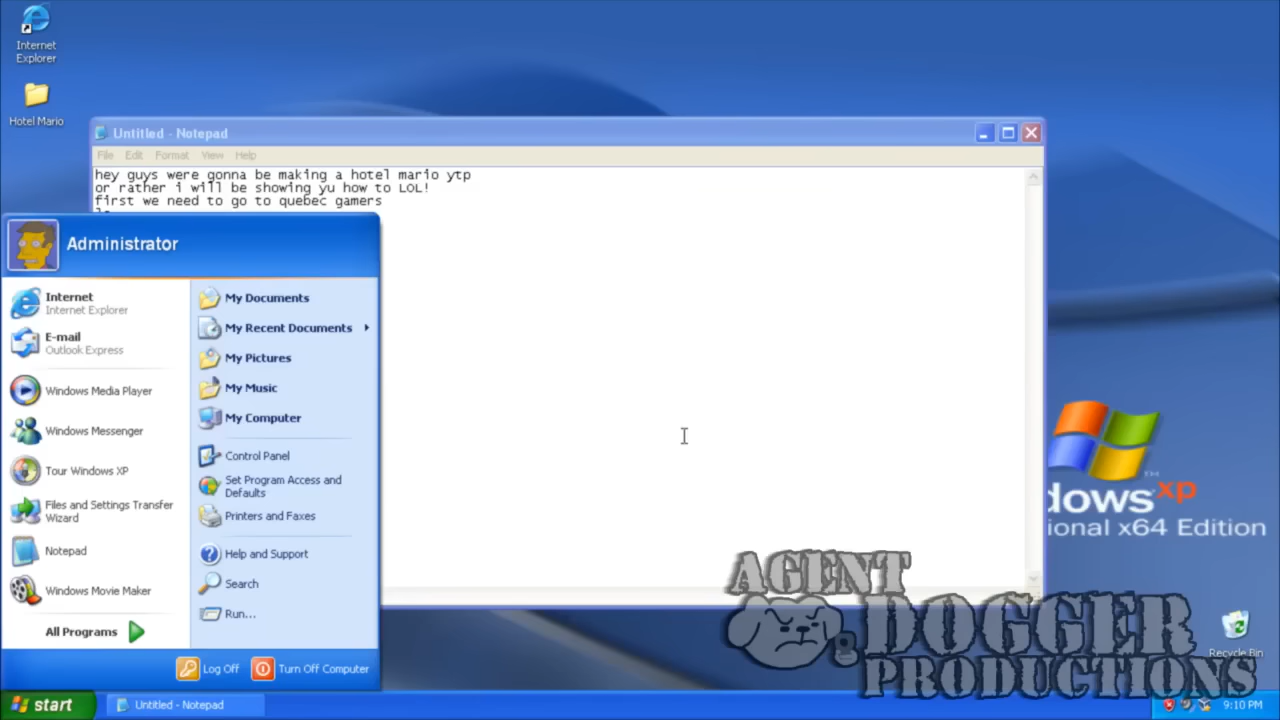 Internet
Explorer
Hotel Mario
Untitled - Notepad
File Edit Format View Help
hey guys were gonna be making a hotel mario ytp
or rather i will be showing yu how to LOL!
first we need to go to quebec gamers
Administrator
Internet
Internet Explorer
E-mail
Outlook Express
Windows Media Player
Windows Messenger
Tour Windows XP
Files and Settings Transfer
Wizard
Notepad
Windows Movie Maker
All Programs
My Documents
My Recent Documents
My Pictures
My Music
My Computer
Control Panel
Set Program Access and
Defaults
Printers and Faxes
Help and Support
Search
Run...
Log Off
Turn Off Computer
dows xp
TM
ional x64 Edition
AGENT
DOGGER
PRODUCTIONS
Recycle Bin
start
Untitled - Notepad
9:10 PM